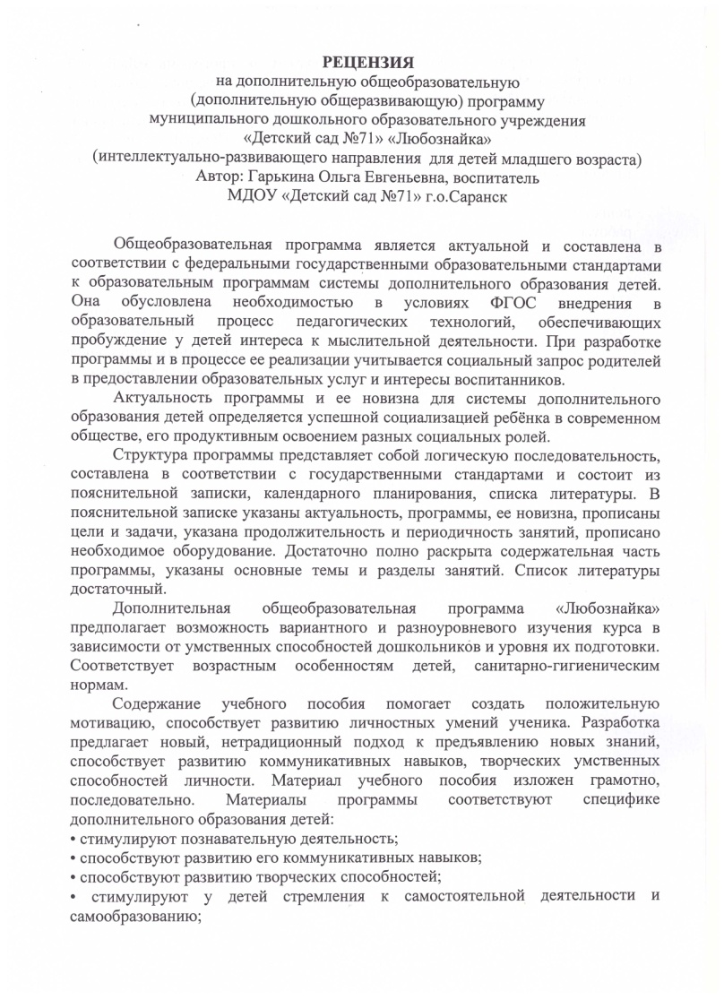 РЕЦЕНЗИЯ
на дополнительную общеобразовательную
(дополнительную общеразвивающую) программу
муниципального дошкольного образовательного учреждения
«Детский сад №71» «Любознайка»
(интеллектуально-развивающего направления для детей младшего возраста)
Автор: Гарькина Ольга Евгеньевна, воспитатель
МДОУ «Детский сад №71» г.о.Саранск
Общеобразовательная программа является актуальной и составлена в
соответствии с федеральными государственными образовательными стандартами
к образовательным программам системы дополнительного образования детей.
Она обусловлена необходимостью в условиях ФГОС внедрения в
образовательный процесс педагогических технологий, обеспечивающих
пробуждение у детей интереса к мыслительной деятельности. При разработке
программы и в процессе ее реализации учитывается социальный запрос родителей
в предоставлении образовательных услуг и интересы воспитанников.
Актуальность программы и ее новизна для системы дополнительного
образования детей определяется успешной социализацией ребёнка в современном
обществе, его продуктивным освоением разных социальных ролей.
Структура программы представляет собой логическую последовательность,
составлена в соответствии с государственными стандартами и состоит из
пояснительной записки, календарного планирования, списка литературы. В
пояснительной записке указаны актуальность, программы, ее новизна, прописаны
цели и задачи, указана продолжительность и периодичность занятий, прописано
необходимое оборудование. Достаточно полно раскрыта содержательная часть
программы, указаны основные темы и разделы занятий. Список литературы
достаточный.
Дополнительная общеобразовательная программа «Любознайка»
предполагает возможность вариантного и разноуровневого изучения курса в
зависимости от умственных способностей дошкольников и уровня их подготовки.
Соответствует возрастным особенностям детей, санитарно-гигиеническим
нормам.
Содержание учебного пособия помогает создать положительную
мотивацию, способствует развитию личностных умений ученика. Разработка
предлагает новый, нетрадиционный подход к предъявлению новых знаний,
способствует развитию коммуникативных навыков, творческих умственных
способностей личности. Материал учебного пособия изложен грамотно,
последовательно. Материалы программы соответствуют специфике
дополнительного образования детей:
• стимулируют познавательную деятельность;
• способствуют развитию его коммуникативных навыков;
• способствуют развитию творческих способностей;
• стимулируют у детей стремления к самостоятельной деятельности и
самообразованию;